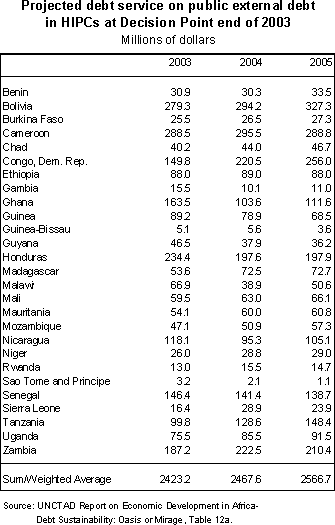 Projected debt service on public external debt
in HIPCs at Decision Point end of 2003
Millions of dollars
2003 2004 2005
Benin 30.9 30.3 33.5
Bolivia 279.3 294.2 327.3
Burkina Faso 25.5 26.5 27.3
Cameroon 288.5 295.5 288.8
Chad 40.2 44.0 46.7
Congo, Dem. Rep. 149.8 220.5 256.0
Ethiopia 88.0 89.0 88.0
Gambia 15.5 10.1 11.0
Ghana 163.5 103.6 111.6
Guinea 89.2 78.9 68.5
Guinea-Bissau 5.1 5.6 3.6
Guyana 46.5 37.9 36.2
Honduras 234.4 197.6 197.9
Madagascar 53.6 72.5 72.7
Malawi 66.9 38.9 50.6
Mali 59.5 63.0 66.1
Mauritania 54.1 60.0 60.8
Mozambique 47.1 50.9 57.3
Nicaragua 118.1 95.3 105.1
Niger 26.0 28.8 29.0
Rwanda 13.0 15.5 14.7
Sao Tome and Principe 3.2 2.1 1.1
Senegal 146.4 141.4 138.7
Sierra Leone 16.4 28.9 23.9
Tanzania 99.8 128.6 148.4
Uganda 75.5 85.5 91.5
Zambia 187.2 222.5 210.4
Sum/Weighted Average 2423.2 2467.6 2566.7
Source: UNCTAD Report on Economic Development in Africa-
Debt Sustainability: Oasis or Mirage, Table 12a.